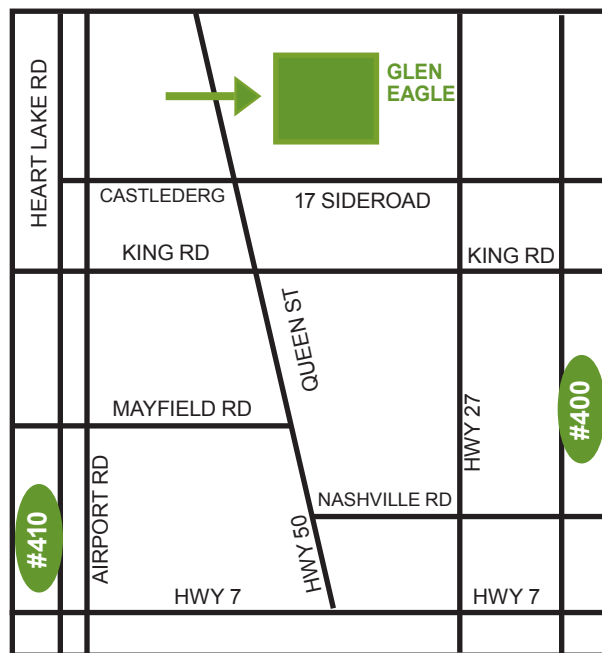 GLEN
EAGLE
HEART LAKE RD
CASTLEDERG
17 SIDEROAD
KING RD
KING RD
QUEEN ST
#400
MAYFIELD RD
HWY 27
AIRPORT RD
NASHVILLE RD
#410
HWY 50
HWY 7
HWY 7